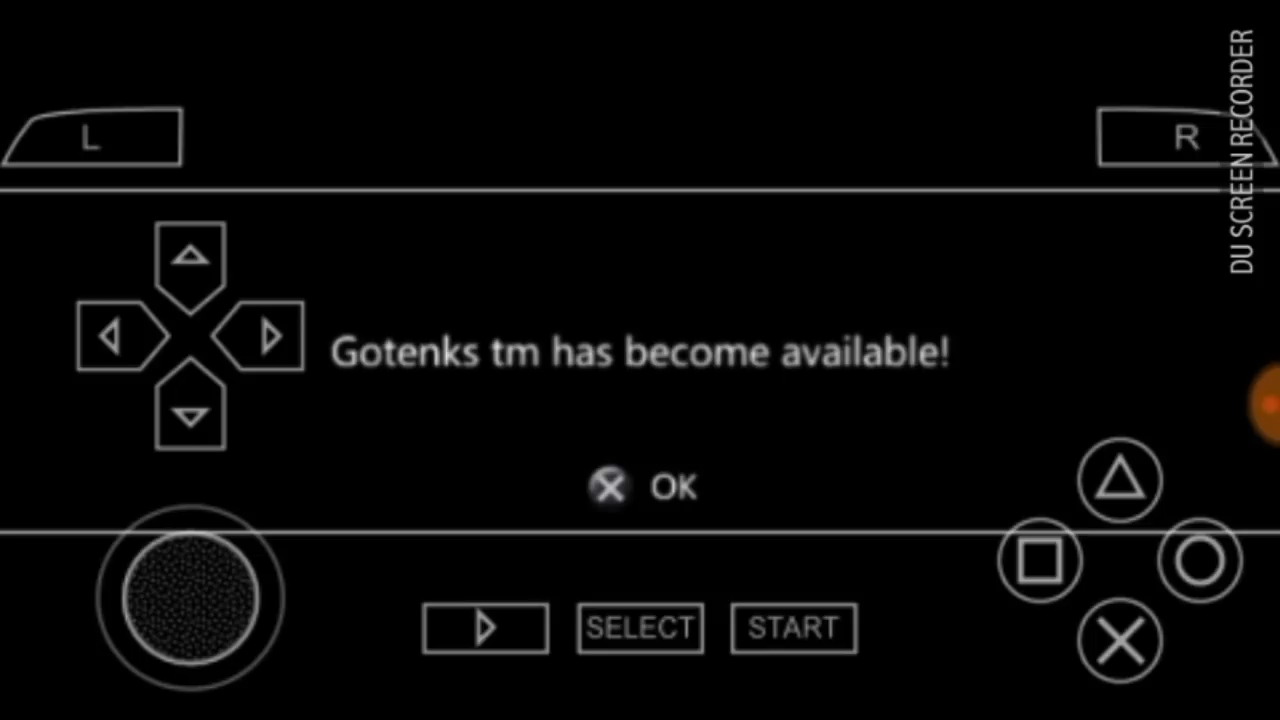 L
R
DU SCREEN RECORDER
Gotenks tm has become available!
OK
SELECT
START